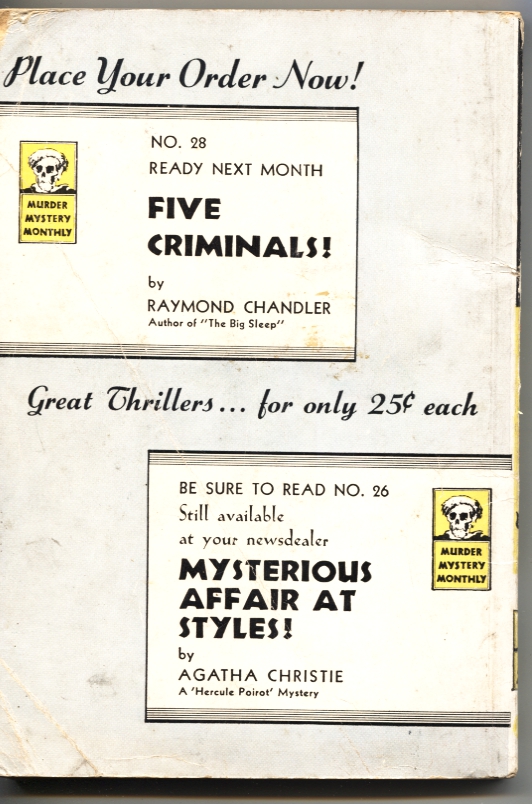 Place Your Order Now!
MURDER
MYSTERY
MONTHLY
NO. 28
READY NEXT MONTH
FIVE
CRIMINALS!
by
RAYMOND CHANDLER
Author of "The Big Sleep"
Great Thrillers... for only 25¢ each
BE SURE TO READ NO. 26
Still available
at your newsdealer
MYSTERIOUS
AFFAIR AT
STYLES!
by
AGATHA CHRISTIE
A 'Hercule Poirot' Mystery
MURDER
MYSTERY
MONTHLY